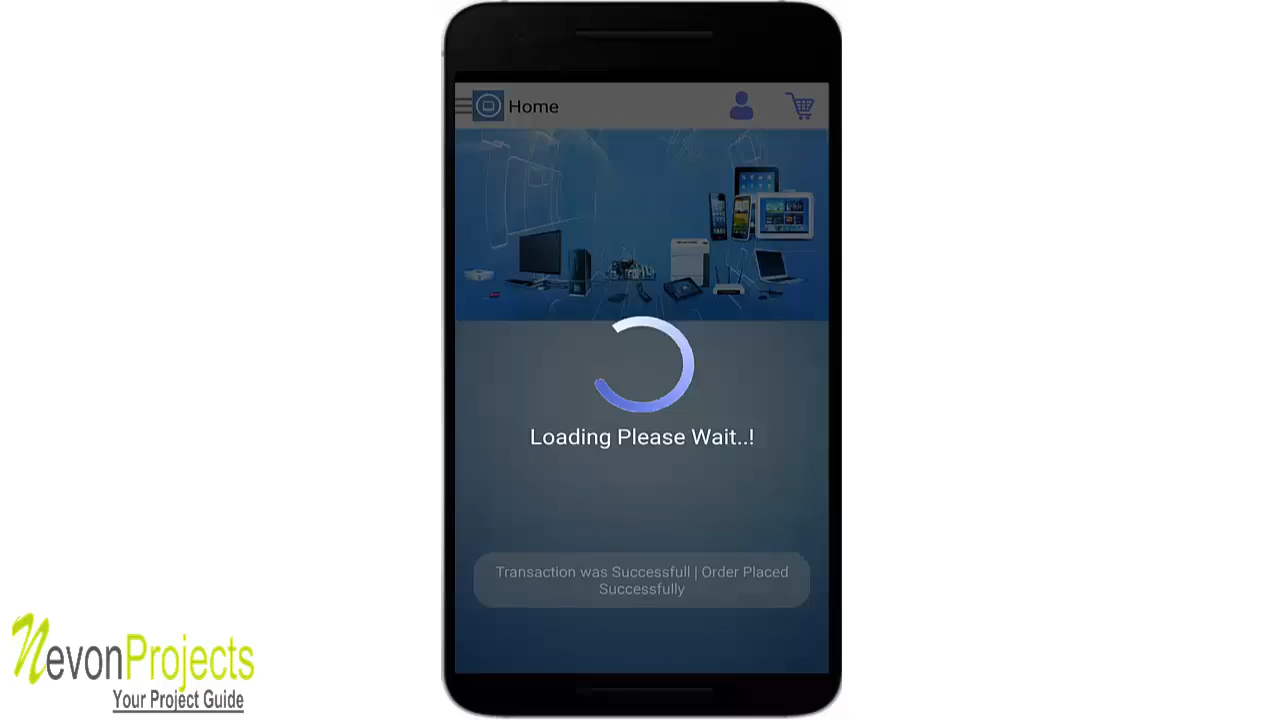 Home
Loading Please Wait..!
Transaction was Successfull | Order Placed
Successfully
NevonProjects
Your Project Guide